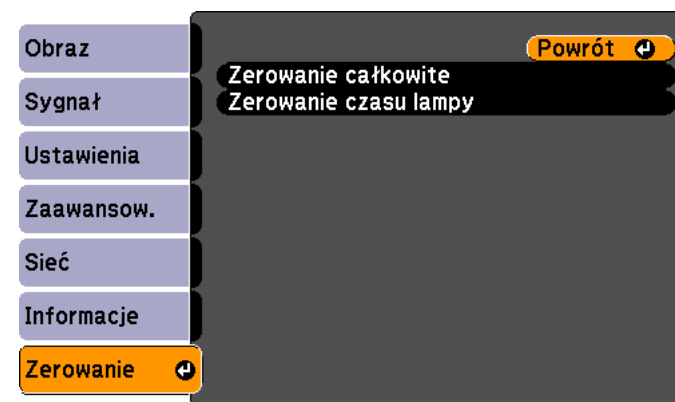 Obraz
Sygnał
Ustawienia
Zaawansow.
Sieć
Informacje
Zerowanie
Powrót
Zerowanie całkowite
Zerowanie czasu lampy